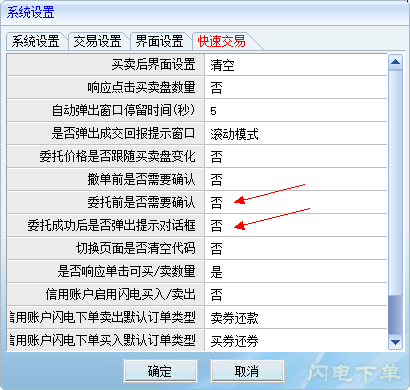 系统设置
系统设置 交易设置 界面设置 快速交易
买卖后界面设置 清空
响应点击买卖盘数量 否
自动弹出窗口停留时间(秒) 5
是否弹出成交回报提示窗口 滚动模式
委托价格是否跟随买卖盘变化 否
撤单前是否需要确认 否
委托前是否需要确认 否
委托成功后是否弹出提示对话框 否
切换页面是否清空代码 否
是否响应单击可买/卖数量 是
信用账户启用闪电买入/卖出 否
信用账户闪电下单卖出默认订单类型 卖券还款
信用账户闪电下单买入默认订单类型 买券还券
确定 取消
闪电下单